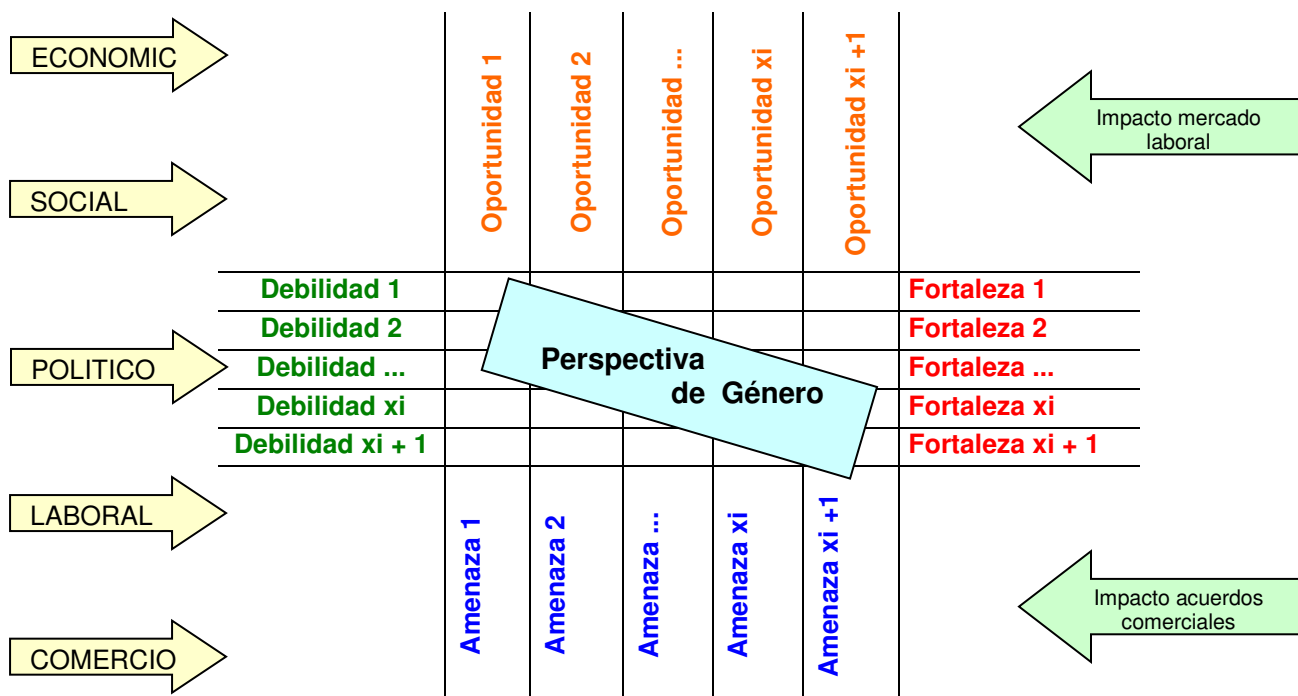 ECONOMIC
SOCIAL
POLITICO
LABORAL
COMERCIO
Oportunidad 1
Oportunidad 2
Oportunidad ...
Oportunidad xi
Oportunidad xi +1
Debilidad 1
Debilidad 2
Debilidad ...
Debilidad xi
Debilidad xi + 1
Perspectiva
de Género
Fortaleza 1
Fortaleza 2
Fortaleza ...
Fortaleza xi
Fortaleza xi + 1
Amenaza 1
Amenaza 2
Amenaza ...
Amenaza xi
Amenaza xi +1
Impacto mercado
laboral
Impacto acuerdos
comerciales